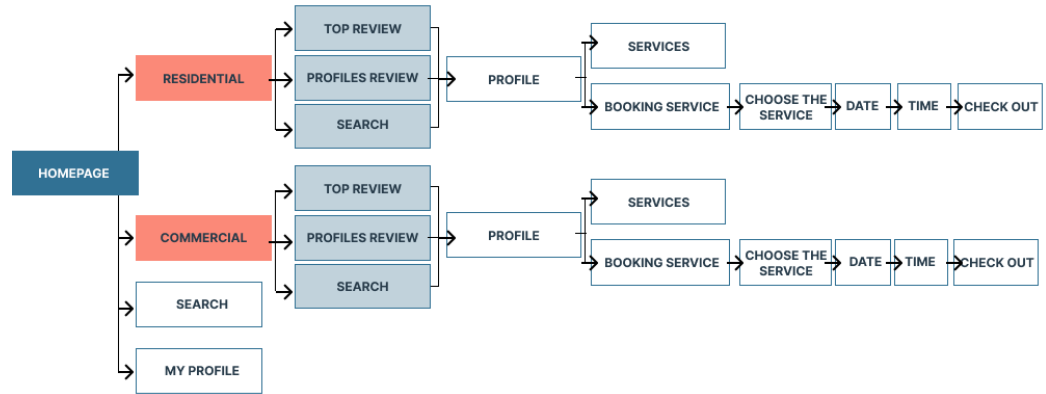 HOMEPAGE
RESIDENTIAL
TOP REVIEW
PROFILES REVIEW
SEARCH
PROFILE
SERVICES
BOOKING SERVICE
CHOOSE THE
SERVICE
DATE
TIME
CHECK OUT
COMMERCIAL
TOP REVIEW
PROFILES REVIEW
SEARCH
PROFILE
SERVICES
BOOKING SERVICE
CHOOSE THE
SERVICE
DATE
TIME
CHECK OUT
SEARCH
MY PROFILE